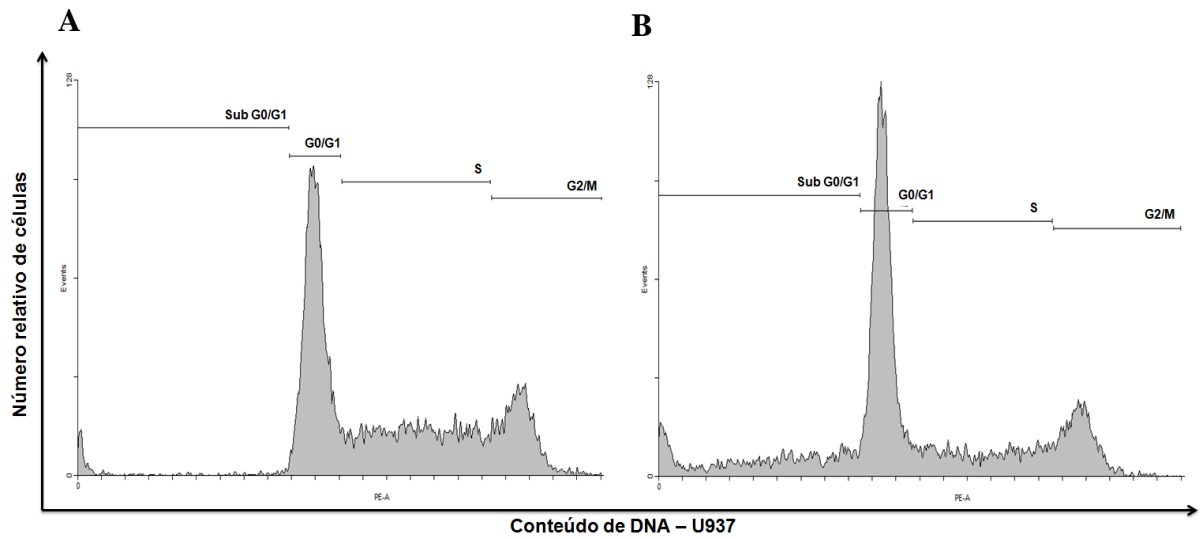 A
B
128
Sub G0/G1
G0/G1
S
G2/M
Events
0
0
PE-A
128
Sub G0/G1
G0/G1
S
G2/M
Events
0
0
PE-A
Número relativo de células
Conteúdo de DNA – U937